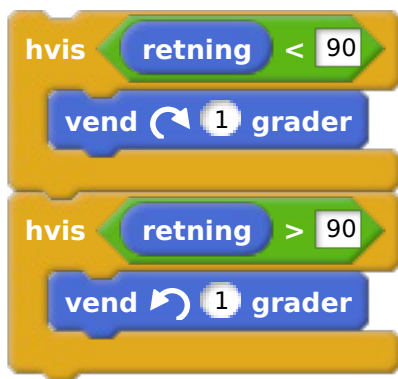 hvis retning < 90
vend 1 grader
hvis retning > 90
vend 1 grader